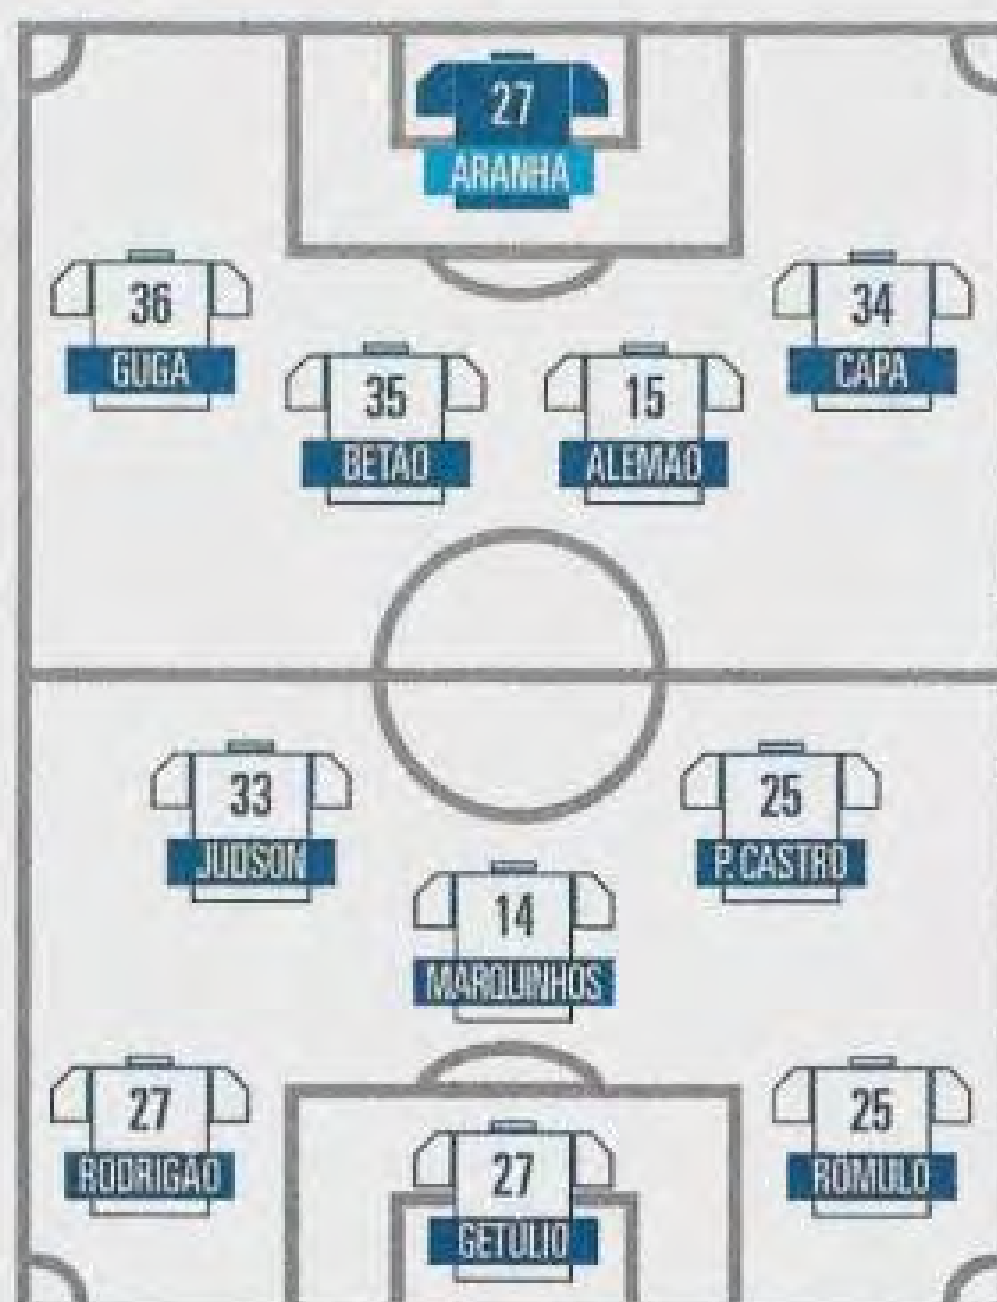 27
ARANHA
36
GUGA
34
CAPA
35
BETAO
15
ALEMAO
33
JUDSON
25
P. CASTRO
14
MARQUINHOS
27
RODRIGAO
25
ROMULO
27
GETULIO